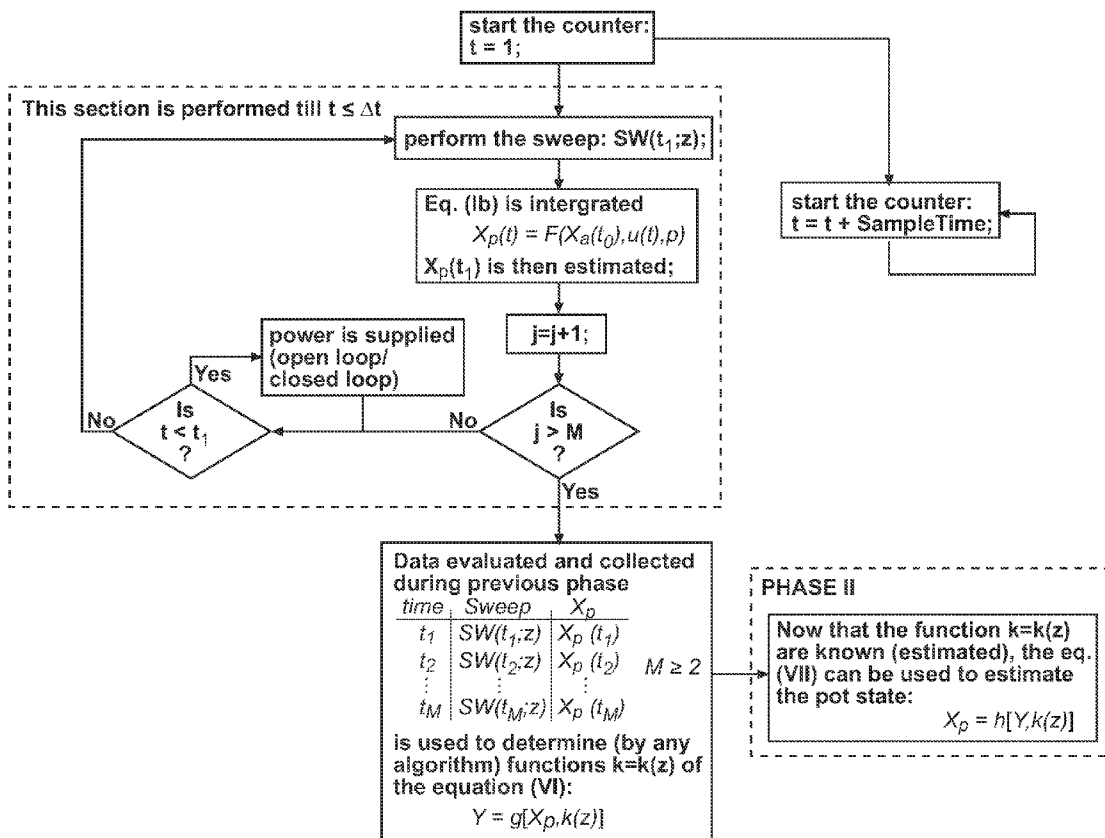 start the counter:
t = 1;
This section is performed till t ≤ Δt
perform the sweep: SW(t₁;z);
Eq. (Ib) is intergrated
Xₚ(t) = F(Xₐ(t₀),u(t),p)
Xₚ(t₁) is then estimated;
start the counter:
t = t + SampleTime;
j=j+1;
power is supplied
(open loop/
closed loop)
Yes
No
Is
t < t₁
?
No
Is
j > M
?
Yes
Data evaluated and collected
during previous phase
time Sweep Xₚ
t₁ SW(t₁;z) Xₚ (t₁)
t₂ SW(t₂;z) Xₚ (t₂)
⋮ ⋮ ⋮
t_M SW(t_M;z) Xₚ (t_M)
M ≥ 2
is used to determine (by any
algorithm) functions k=k(z) of
the equation (VI):
Y = g[Xₚ,k(z)]
PHASE II
Now that the function k=k(z)
are known (estimated), the eq.
(VII) can be used to estimate
the pot state:
Xₚ = h[Y,k(z)]